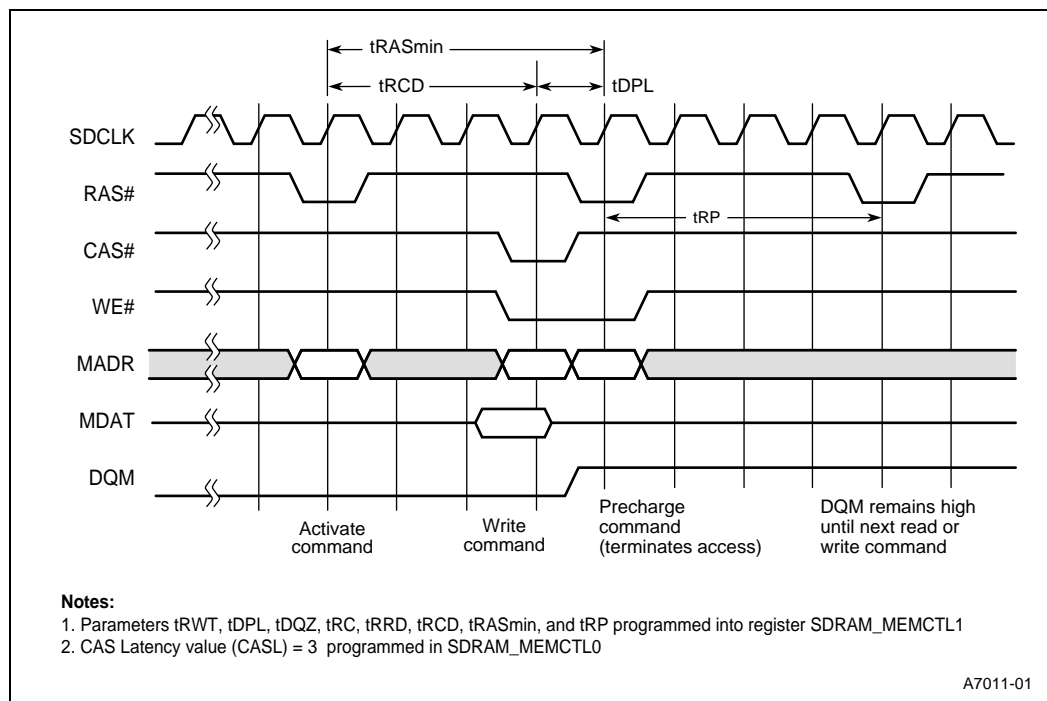 tRASmin
tRCD
tDPL
SDCLK
RAS#
tRP
CAS#
WE#
MADR
MDAT
DQM
Activate
command
Write
command
Precharge
command
(terminates access)
DQM remains high
until next read or
write command
Notes:
1. Parameters tRWT, tDPL, tDQZ, tRC, tRRD, tRCD, tRASmin, and tRP programmed into register SDRAM_MEMCTL1
2. CAS Latency value (CASL) = 3 programmed in SDRAM_MEMCTL0
A7011-01